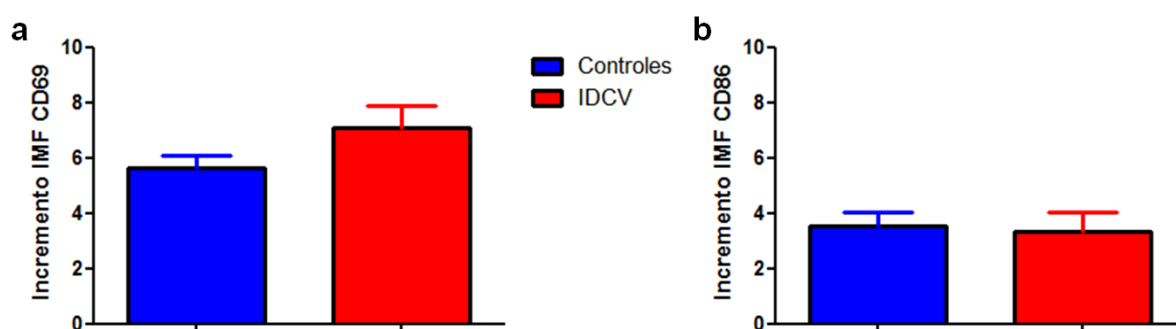 a
Incremento IMF CD69
10
8
6
4
2
0
Controles
IDCV
b
Incremento IMF CD86
10
8
6
4
2
0